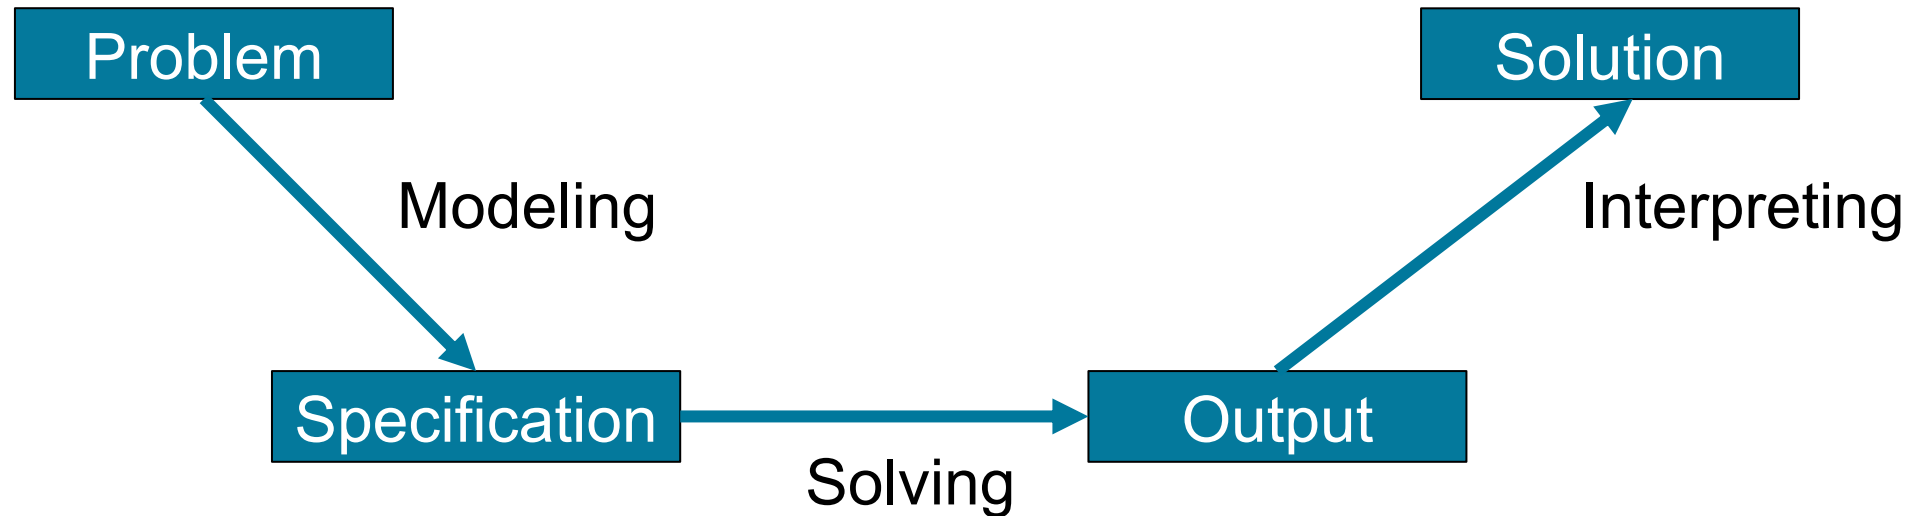 Problem
Solution
Modeling
Interpreting
Specification
Output
Solving